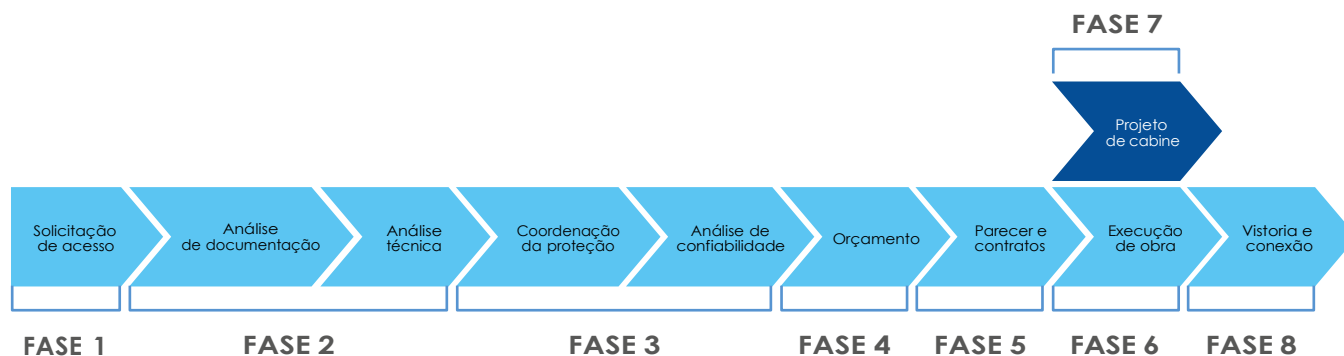 FASE 7
Projeto
de cabine
Solicitação
de acesso
Análise
de documentação
Análise
técnica
Coordenação
da proteção
Análise de
confiabilidade
Orçamento
Parecer e
contratos
Execução
de obra
Vistoria e
conexão
FASE 1
FASE 2
FASE 3
FASE 4
FASE 5
FASE 6
FASE 8